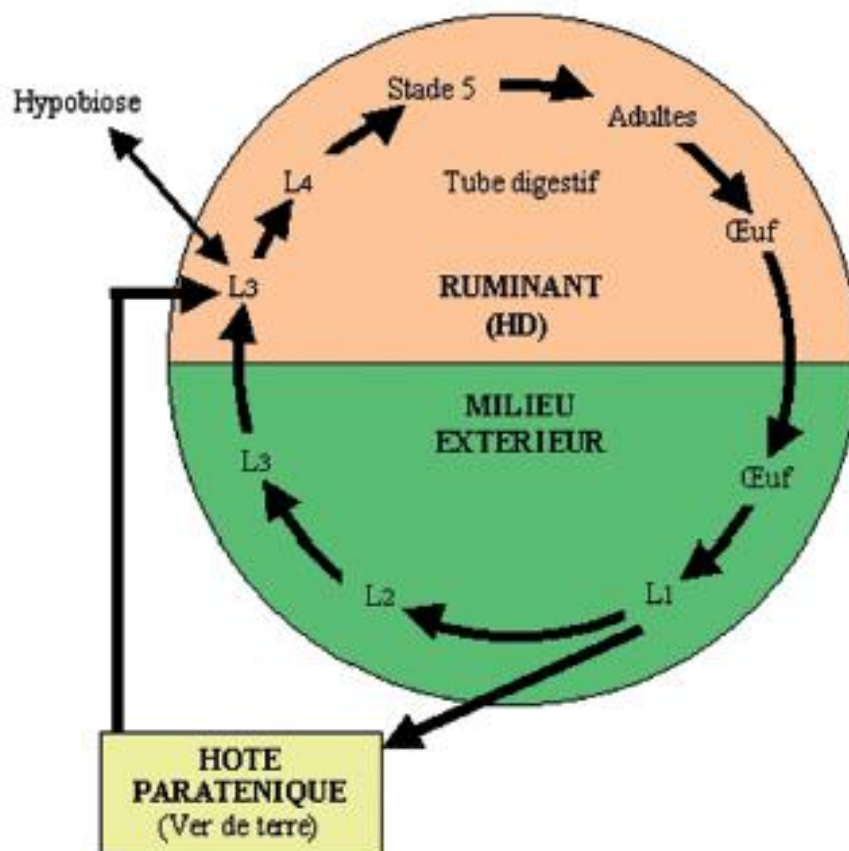 Stade 5
Hypobiose
Adultes
L4
Tube digestif
Œuf
L3
RUMINANT
(HD)
MILIEU
EXTERIEUR
L3
Œuf
L2
L1
HOTE
PARATENIQUE
(Ver de terre)